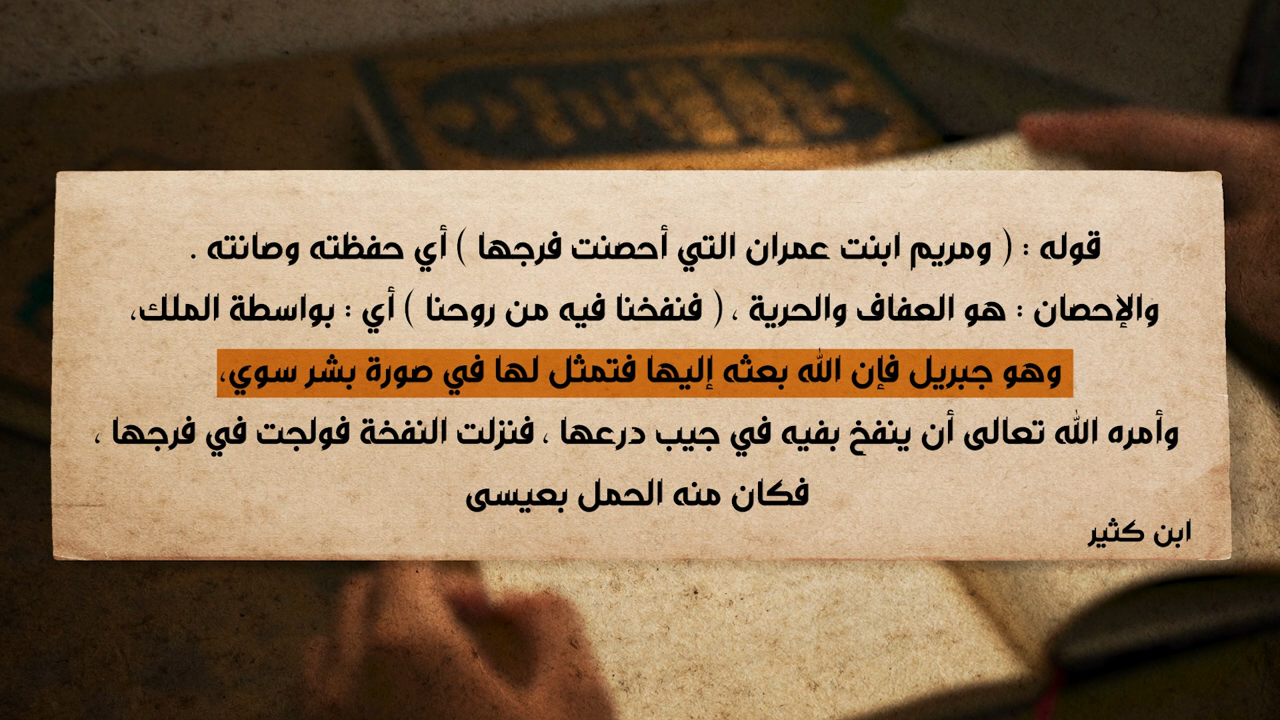 قوله : ( ومريم ابنت عمران التي أحصنت فرجها ) أي حفظته وصانته .
والإحصان : هو العفاف والحرية ، ( فنفخنا فيه من روحنا ) أي : بواسطة الملك،
وهو جبريل فإن الله بعثه إليها فتمثل لها في صورة بشر سوي،
وأمره الله تعالى أن ينفخ بفيه في جيب درعها ، فنزلت النفخة فولجت في فرجها ،
فكان منه الحمل بعيسى
ابن كثير